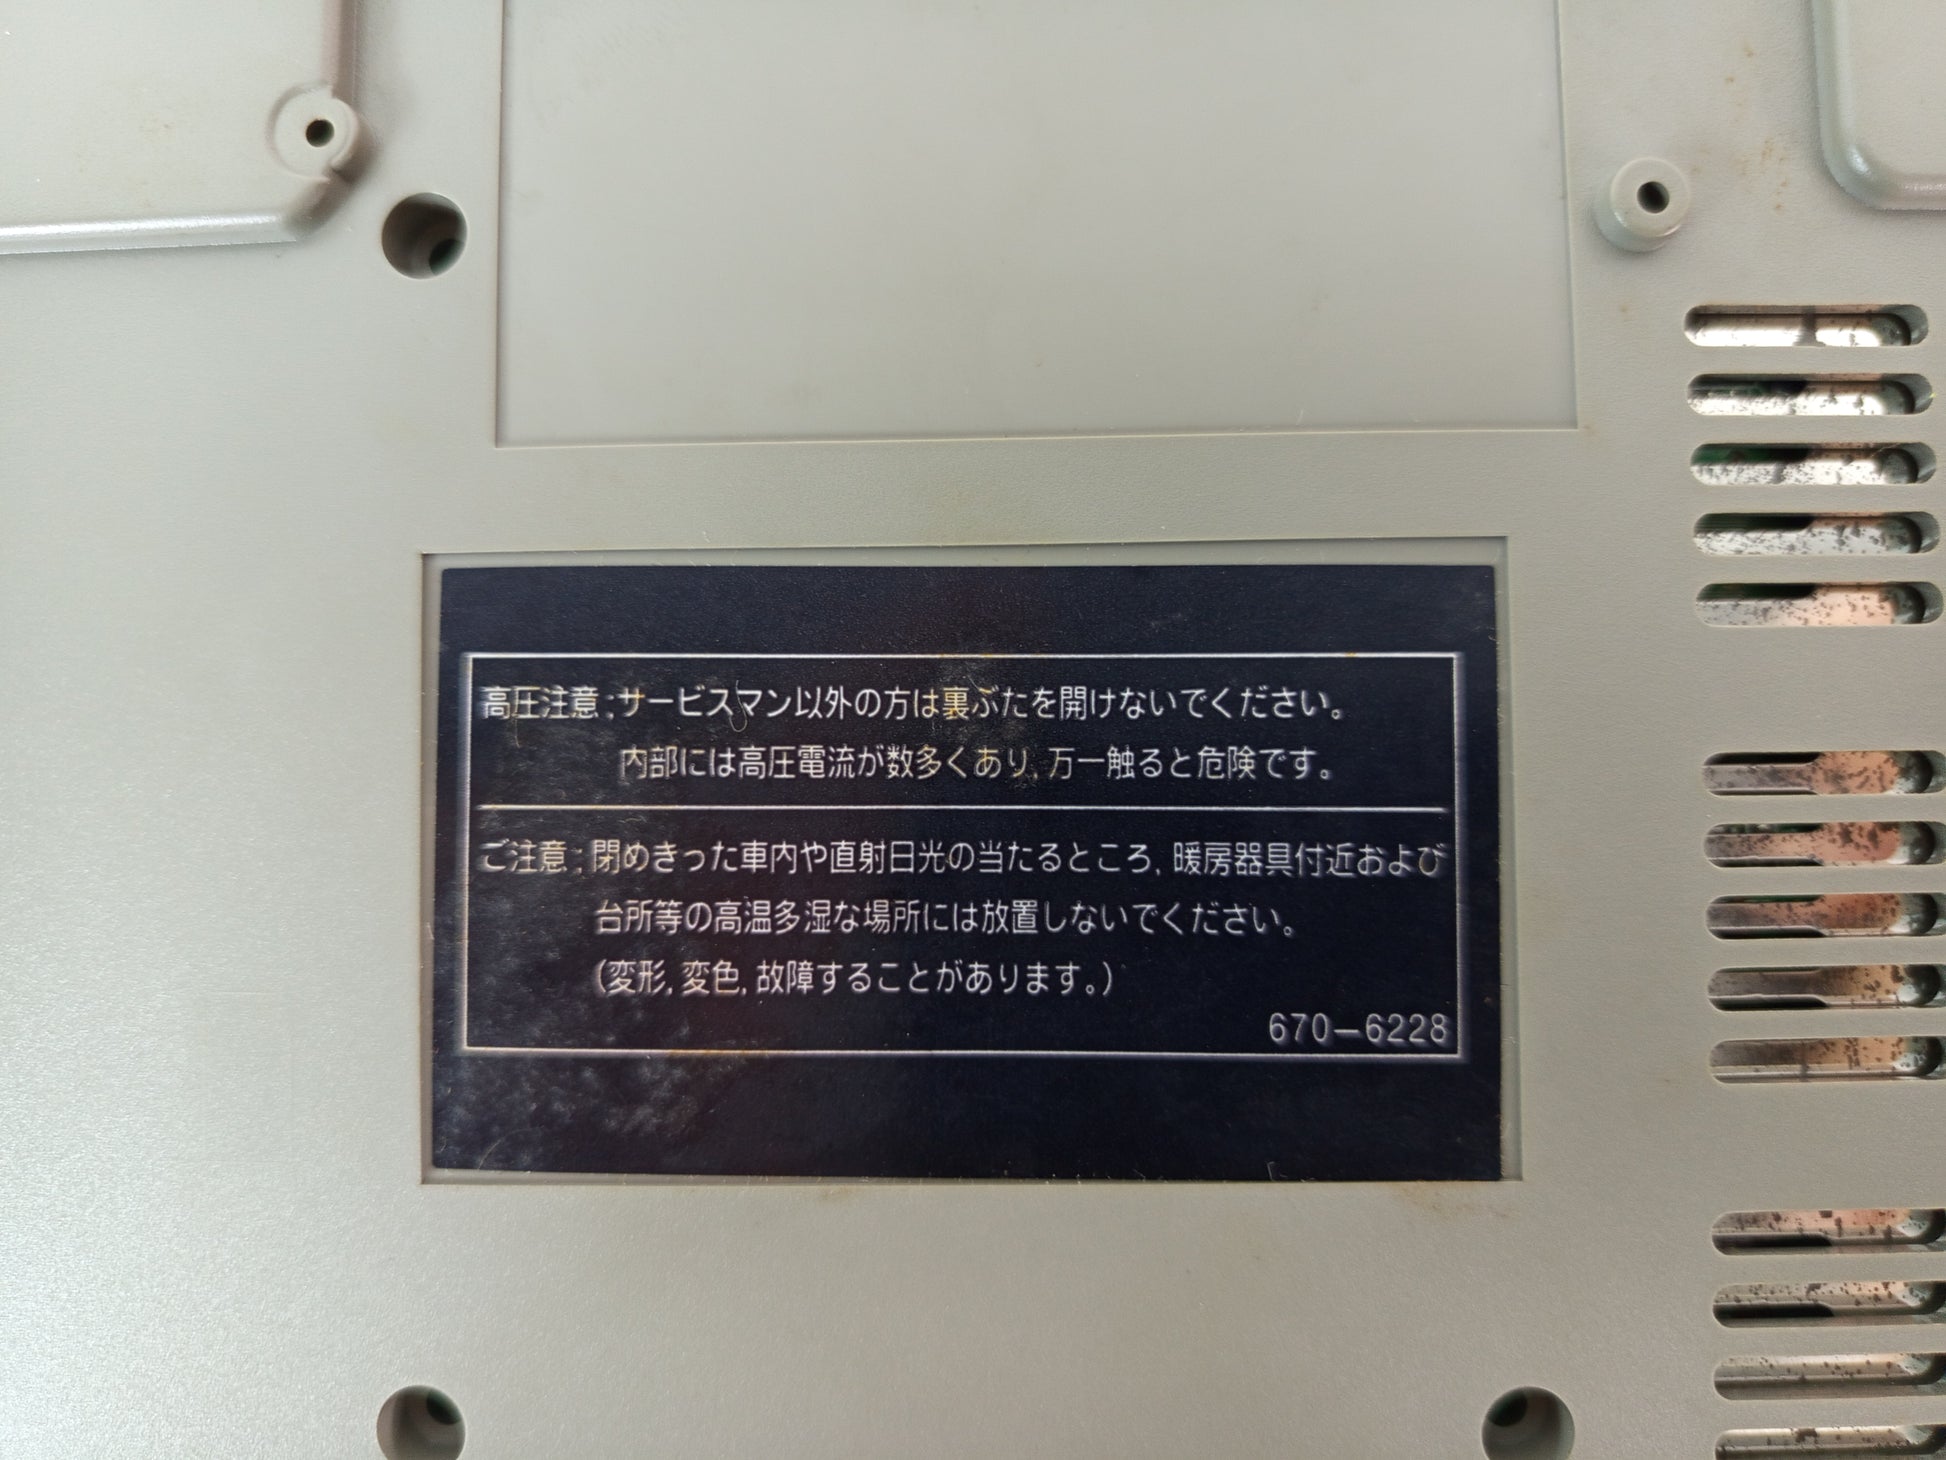 高圧注意:サービスマン以外の方は裏ぶたを開けないでください。
内部には高圧電流が数多くあり,万一触ると危険です。
ご注意:閉めきった車内や直射日光の当たるところ,暖房器具付近および
台所等の高温多湿な場所には放置しないでください。
(変形,変色,故障することがあります。)
670-6228